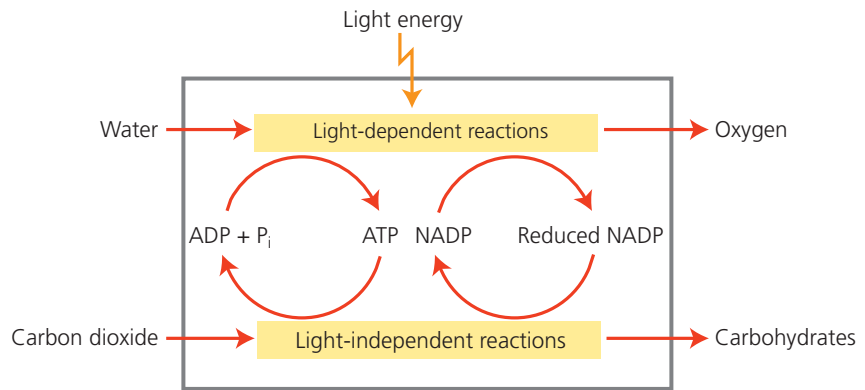 Light energy
Water Light-dependent reactions Oxygen
ADP + Pi ATP NADP Reduced NADP
Carbon dioxide Light-independent reactions Carbohydrates